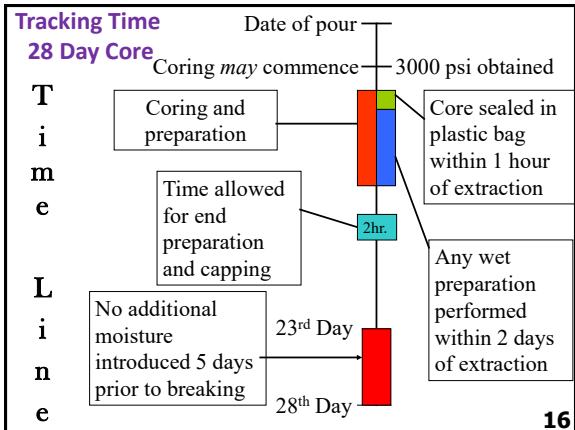 Tracking Time
28 Day Core
Time Line
Date of pour
Coring may commence
3000 psi obtained
Coring and
preparation
Core sealed in
plastic bag
within 1 hour
of extraction
Time allowed
for end
preparation
and capping
2hr.
Any wet
preparation
performed
within 2 days
of extraction
No additional
moisture
introduced 5 days
prior to breaking
23rd Day
28th Day
16